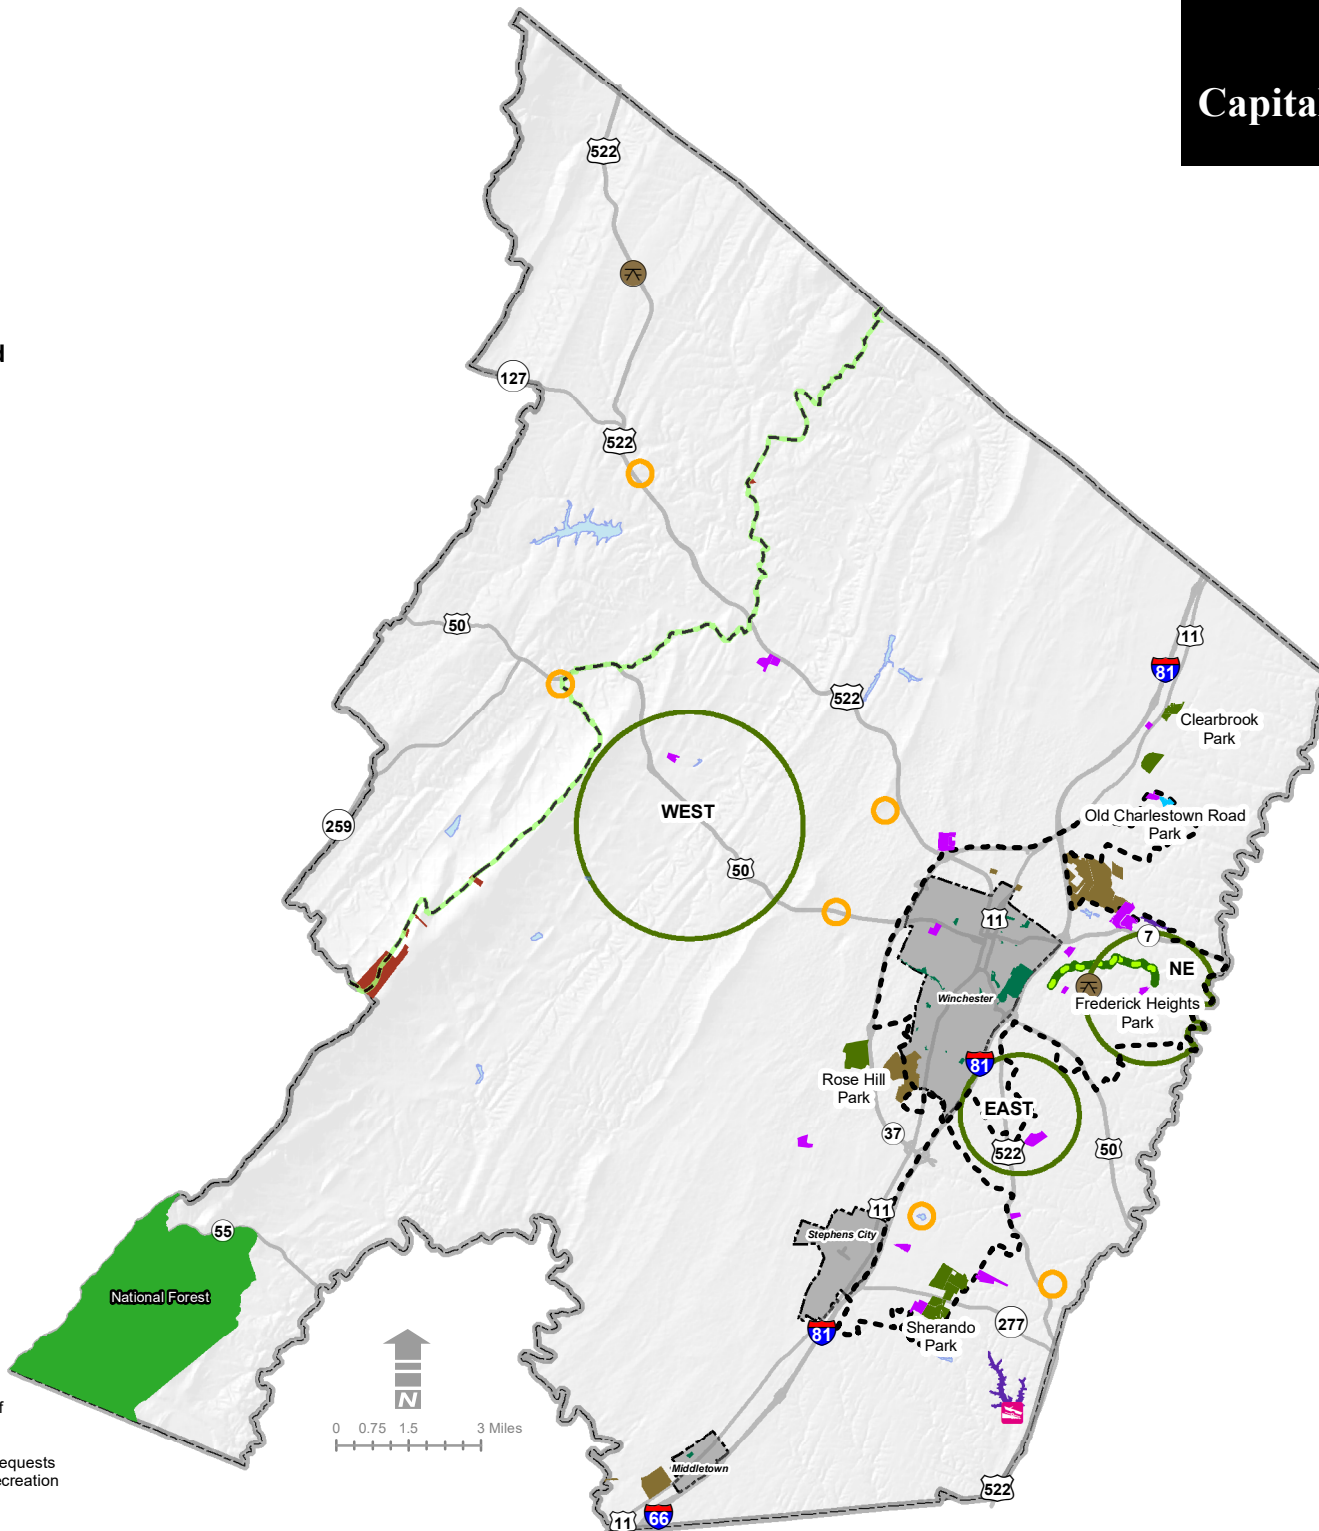 Capital
522
d
127
522
50
11
81
522
Clearbrook
Park
WEST
259
Old Charlestown Road
Park
50
11
7
NE
Winchester
Frederick Heights
Park
81
Rose Hill
Park
EAST
37
522
50
11
55
Stephens City
National Forest
277
81
Sherando
Park
N
f
0 0.75 1.5 3 Miles
equests
creation
Middletown
522
11
66